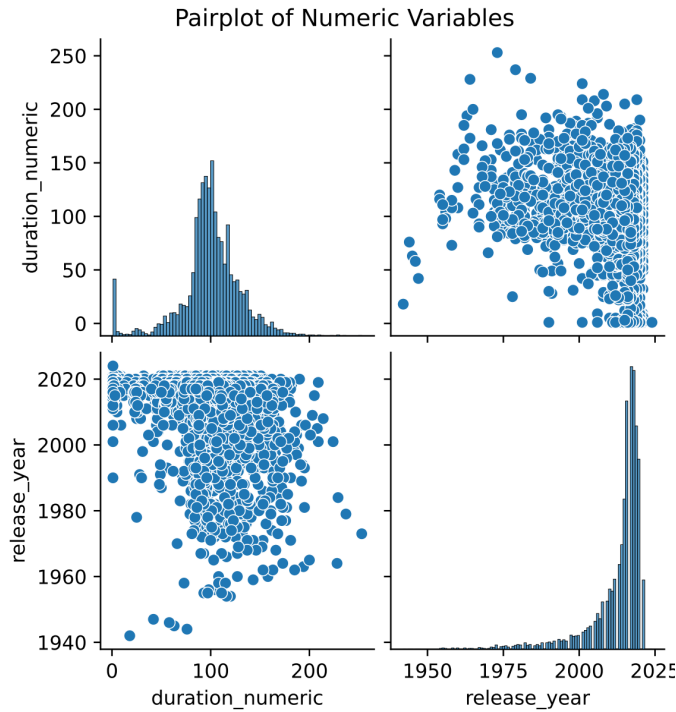 Pairplot of Numeric Variables
250
200
150
100
50
0
duration_numeric
2020
2000
1980
1960
1940
release_year
0 100 200
duration_numeric
1950 1975 2000 2025
release_year